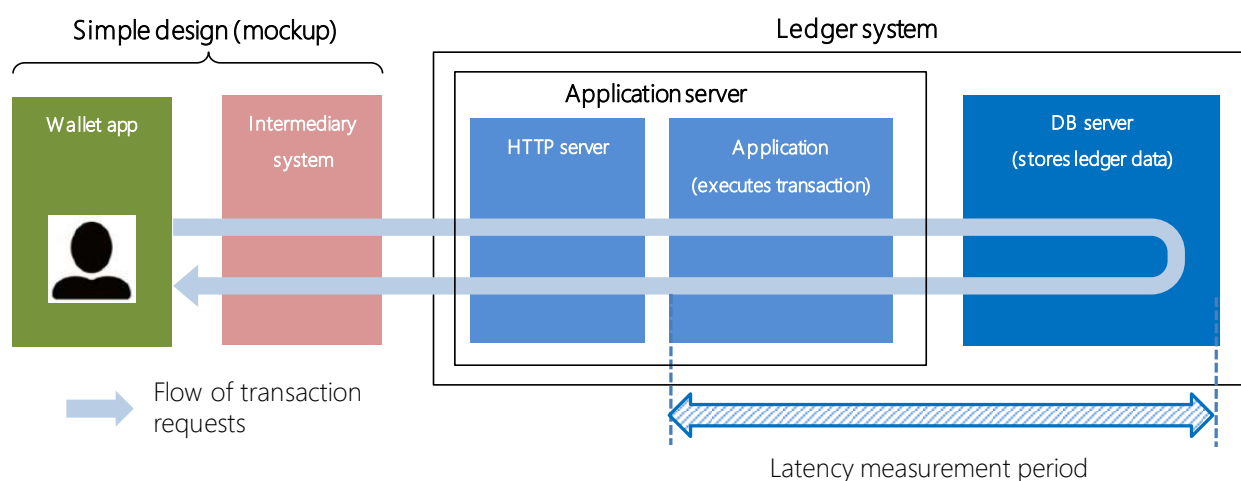 Simple design (mockup)
Ledger system
Application server
Wallet app
Intermediary
system
HTTP server
Application
(executes transaction)
DB server
(stores ledger data)
Flow of transaction
requests
Latency measurement period